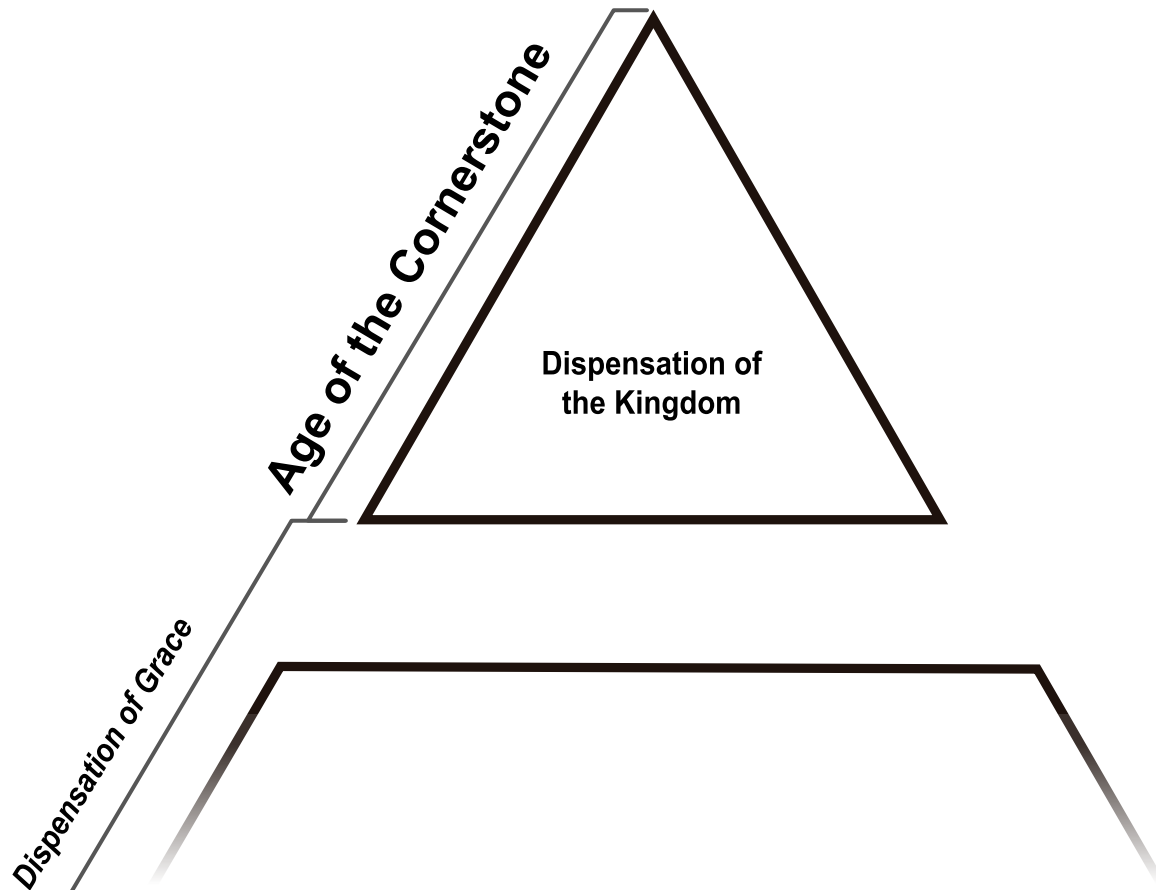 Age of the Cornerstone
Dispensation of
the Kingdom
Dispensation of Grace